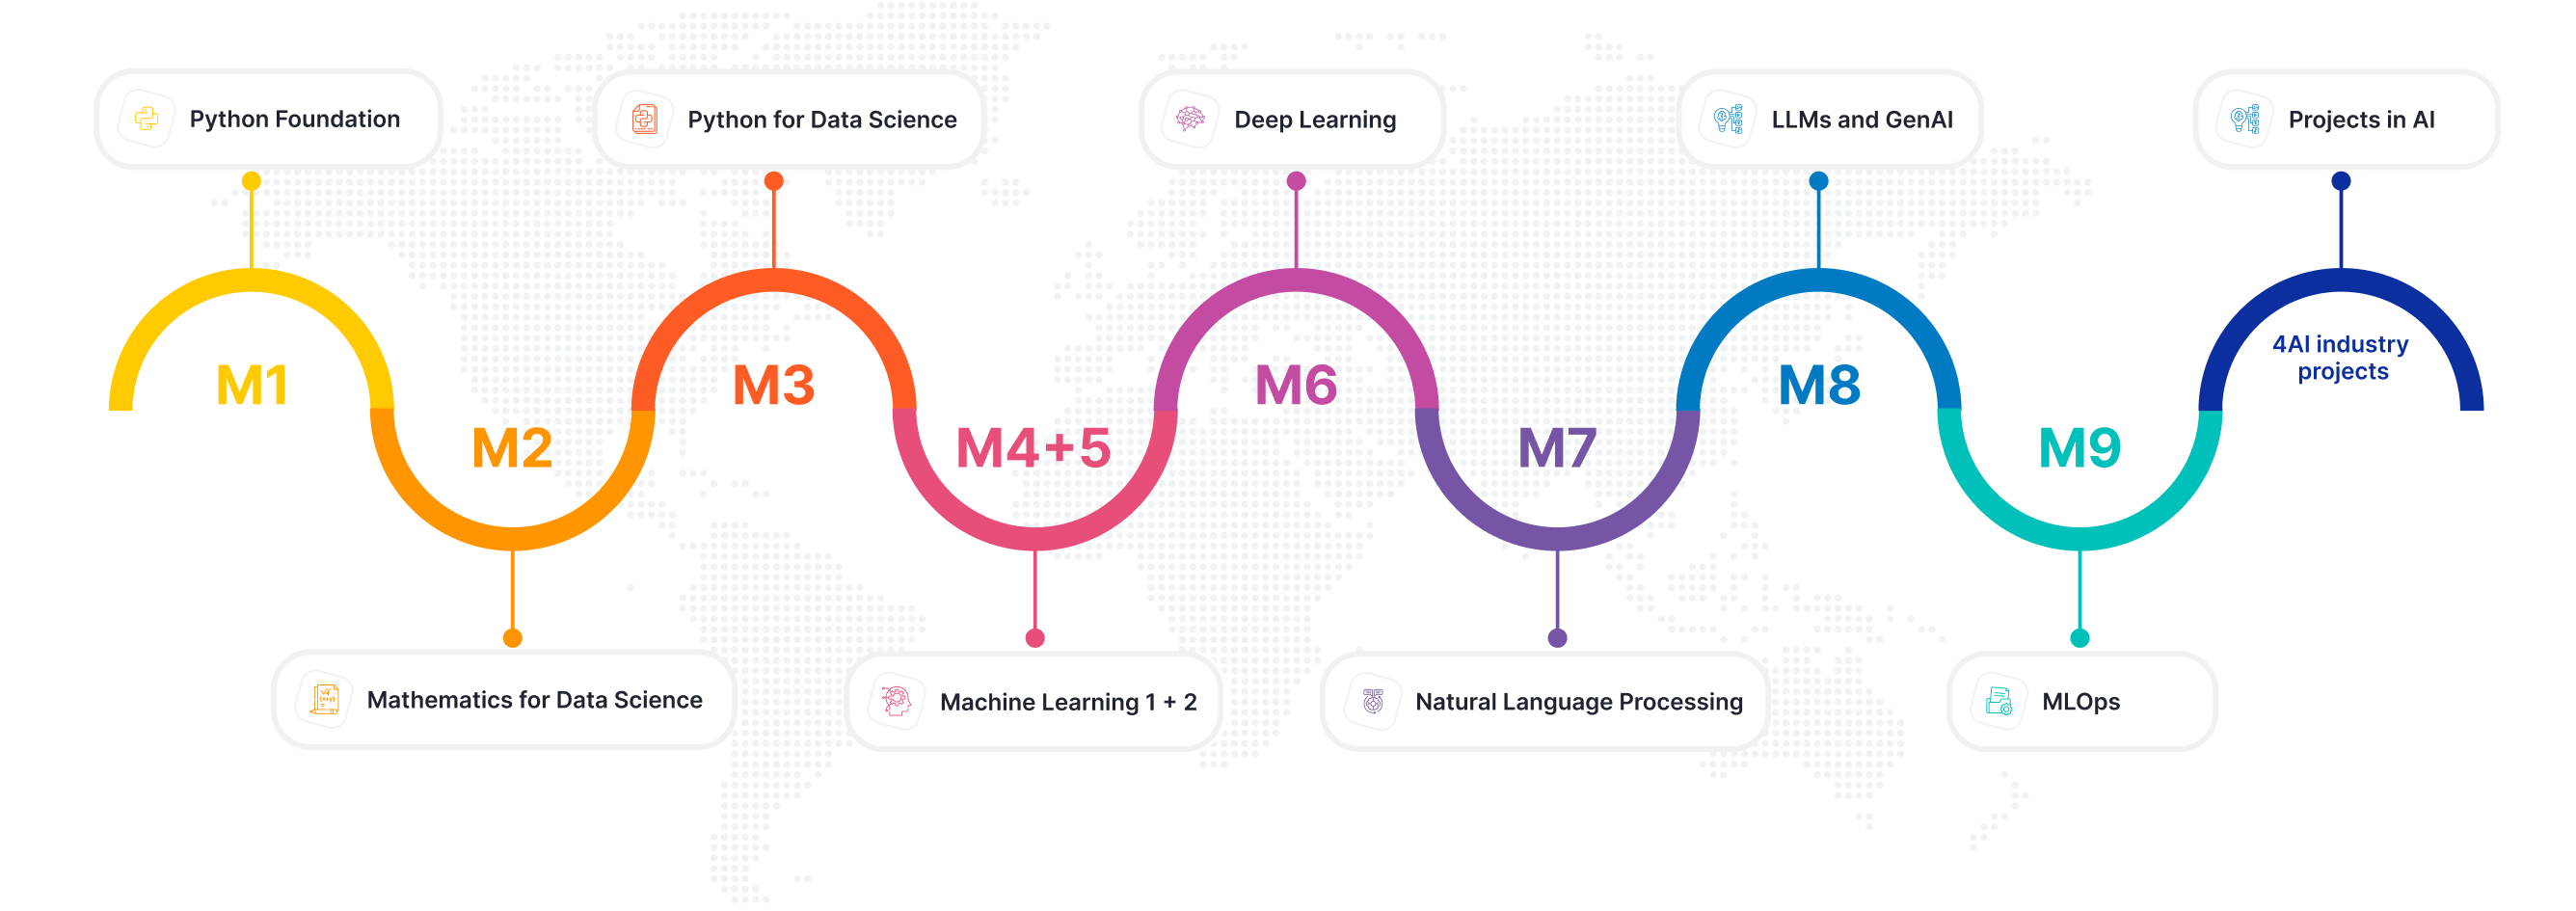 Python Foundation
Python for Data Science
Deep Learning
LLMs and GenAI
Projects in AI
M1
M2
M3
M4+5
M6
M7
M8
M9
4AI industry
projects
Mathematics for Data Science
Machine Learning 1 + 2
Natural Language Processing
MLOps